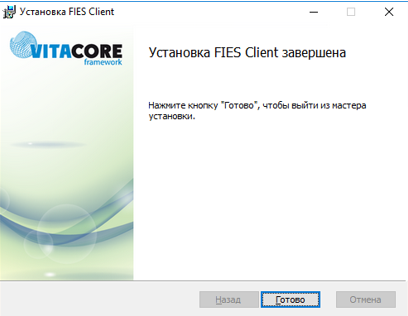 Установка FIES Client
VITACORE
framework
Установка FIES Client завершена
Нажмите кнопку "Готово", чтобы выйти из мастера
установки.
Назад
Готово
Отмена